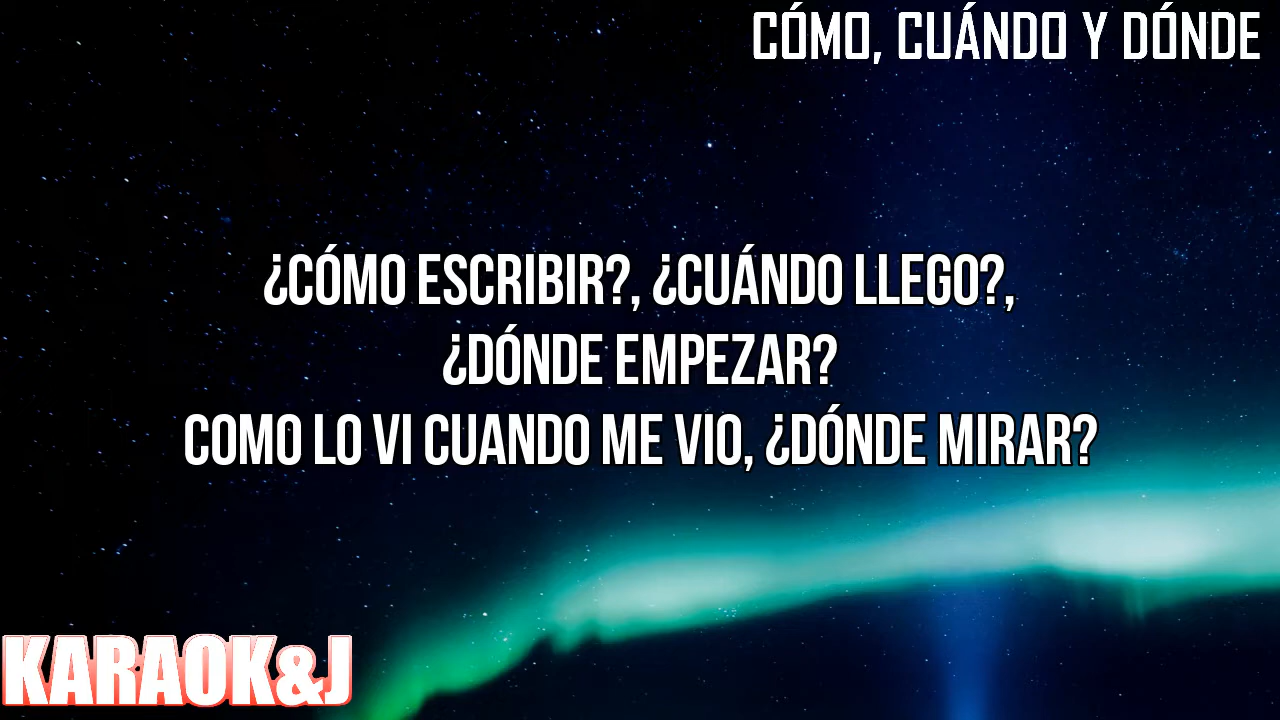 CÓMO, CUÁNDO Y DÓNDE
¿CÓMO ESCRIBIR?, ¿CUÁNDO LLEGO?,
¿DÓNDE EMPEZAR?
COMO LO VI CUANDO ME VIO, ¿DÓNDE MIRAR?
KARAOK&J